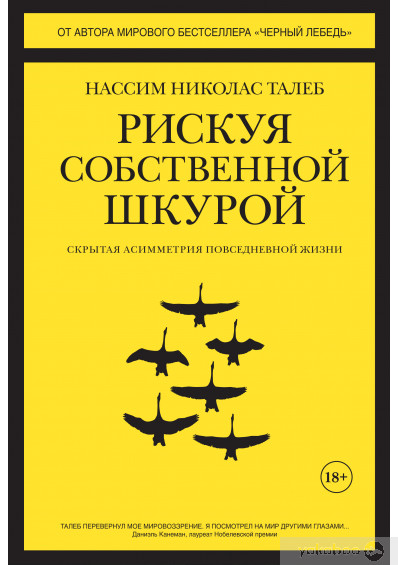 ОТ АВТОРА МИРОВОГО БЕСТСЕЛЛЕРА «ЧЕРНЫЙ ЛЕБЕДЬ»
НАССИМ НИКОЛАС ТАЛЕБ
РИСКУЯ
СОБСТВЕННОЙ
ШКУРОЙ
СКРЫТАЯ АСИММЕТРИЯ ПОВСЕДНЕВНОЙ ЖИЗНИ
18+
ТАЛЕБ ПЕРЕВЕРНУЛ МОЕ МИРОВОЗЗРЕНИЕ. Я ПОСМОТРЕЛ НА МИР ДРУГИМИ ГЛАЗАМИ...
Даниэль Канеман, лауреат Нобелевской премии